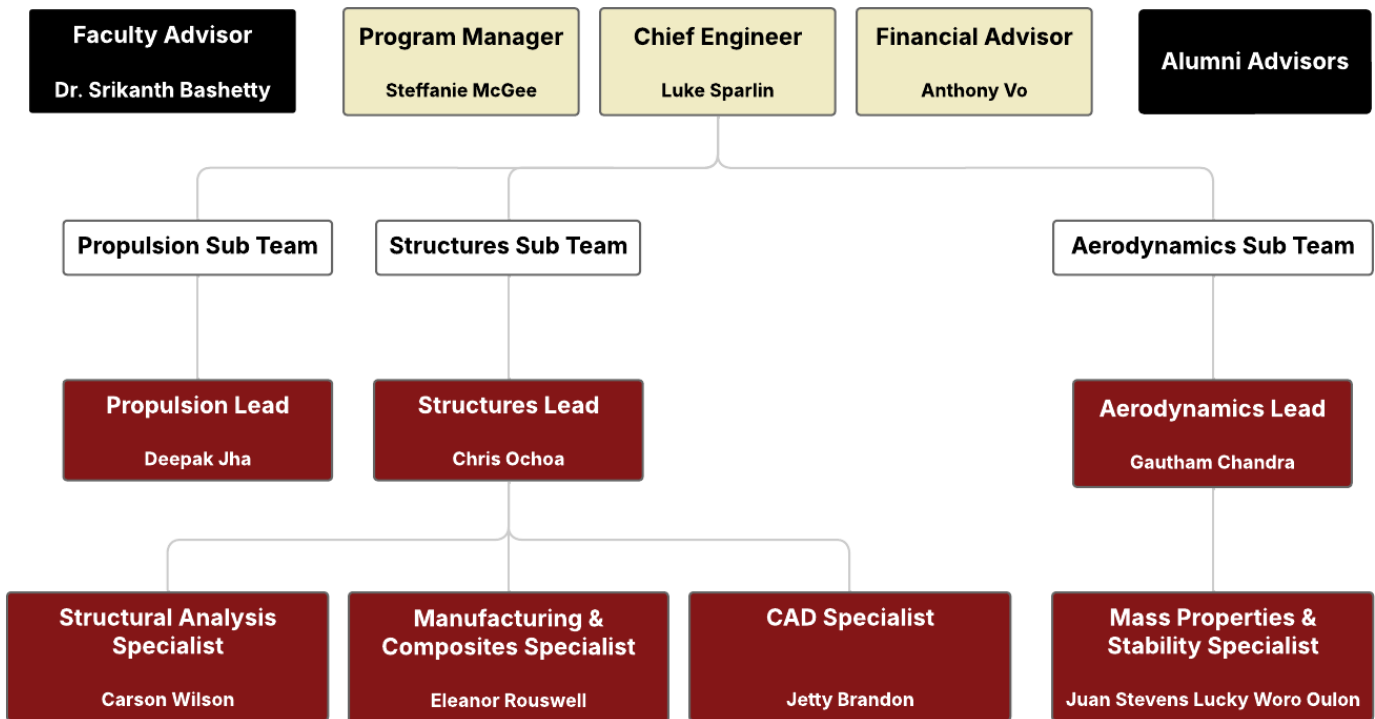 Faculty Advisor
Dr. Srikanth Bashetty
Program Manager
Steffanie McGee
Chief Engineer
Luke Sparlin
Financial Advisor
Anthony Vo
Alumni Advisors
Propulsion Sub Team
Structures Sub Team
Aerodynamics Sub Team
Propulsion Lead
Deepak Jha
Structures Lead
Chris Ochoa
Aerodynamics Lead
Gautham Chandra
Structural Analysis
Specialist
Carson Wilson
Manufacturing &
Composites Specialist
Eleanor Rouswell
CAD Specialist
Jetty Brandon
Mass Properties &
Stability Specialist
Juan Stevens Lucky Woro Oulon